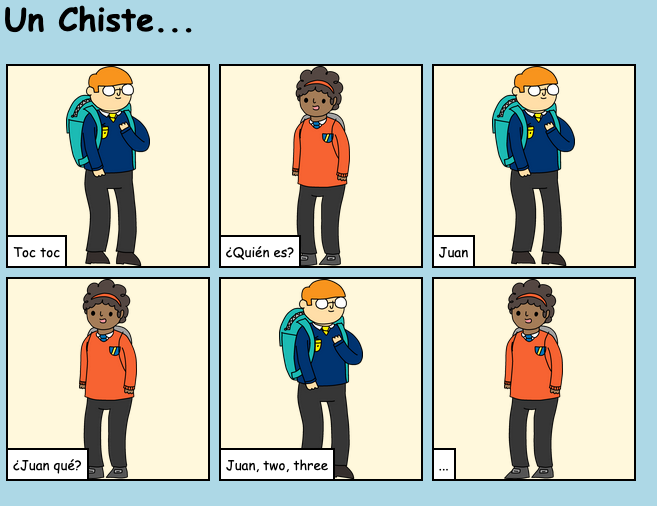 Un Chiste...
Toc toc
¿Quién es?
Juan
¿Juan qué?
Juan, two, three
...